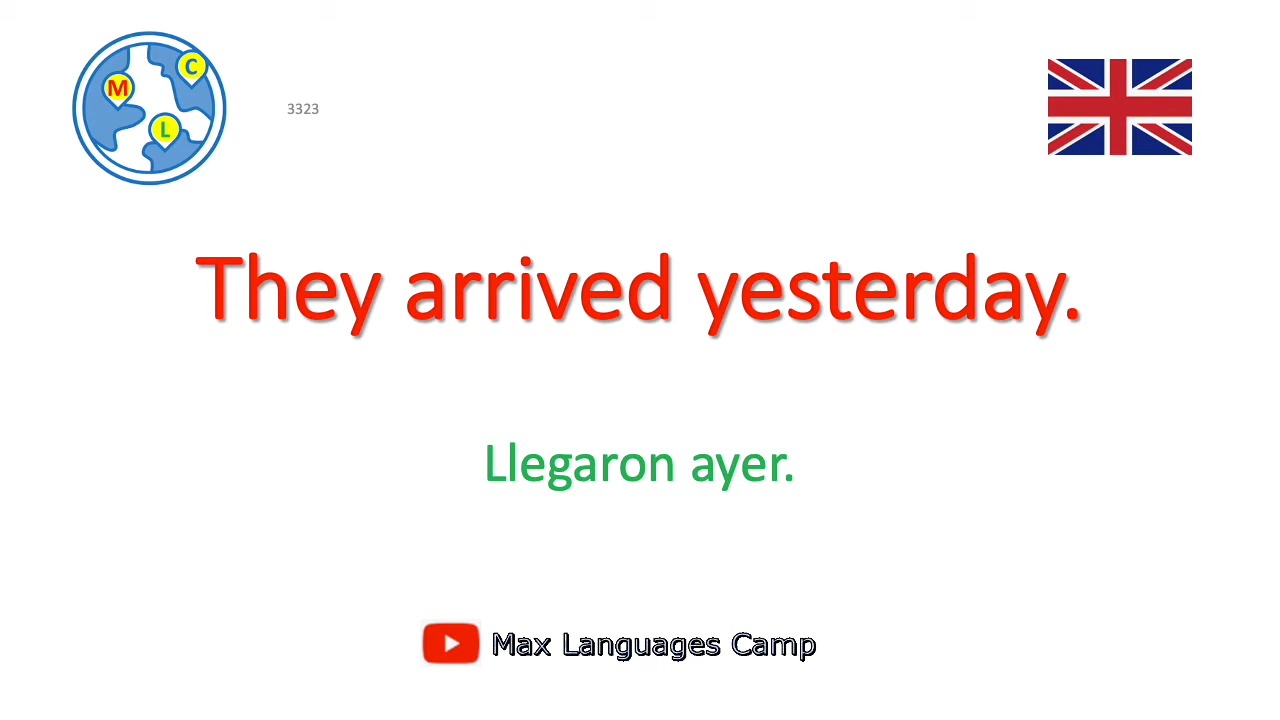 M
C
L
3323
They arrived yesterday.
Llegaron ayer.
Max Languages Camp